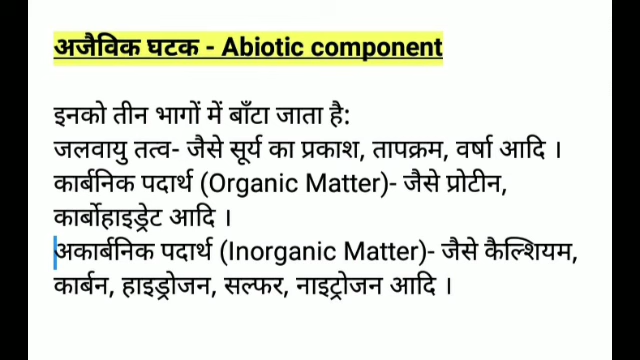 अजैविक घटक - Abiotic component
इनको तीन भागों में बाँटा जाता है:
जलवायु तत्व- जैसे सूर्य का प्रकाश, तापक्रम, वर्षा आदि ।
कार्बनिक पदार्थ (Organic Matter)- जैसे प्रोटीन,
कार्बोहाइड्रेट आदि ।
अकार्बनिक पदार्थ (Inorganic Matter)- जैसे कैल्शियम,
कार्बन, हाइड्रोजन, सल्फर, नाइट्रोजन आदि ।